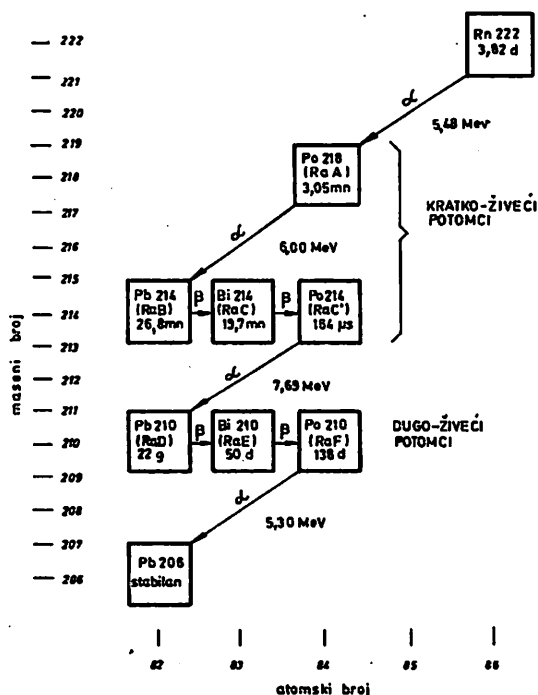 Rn 222
3,82 d
α
5,48 Mev
Po 218
(RaA)
3,05mn
α
6,00 MeV
KRATKO-ŽIVEĆI
POTOMCI
Pb 214
(RaB)
26,8mn
β
Bi 214
(RaC)
19,7mn
β
Po214
(RaC')
164 µs
α
7,69 MeV
Pb 210
(RaD)
22 g
β
Bi 210
(RaE)
50 d
β
Po 210
(RaF)
138 d
DUGO-ŽIVEĆI
POTOMCI
α
5,30 MeV
Pb 206
stabilan
maseni broj
222
221
220
219
218
217
216
215
214
213
212
211
210
209
208
207
206
82 83 84 85 86
atomski broj